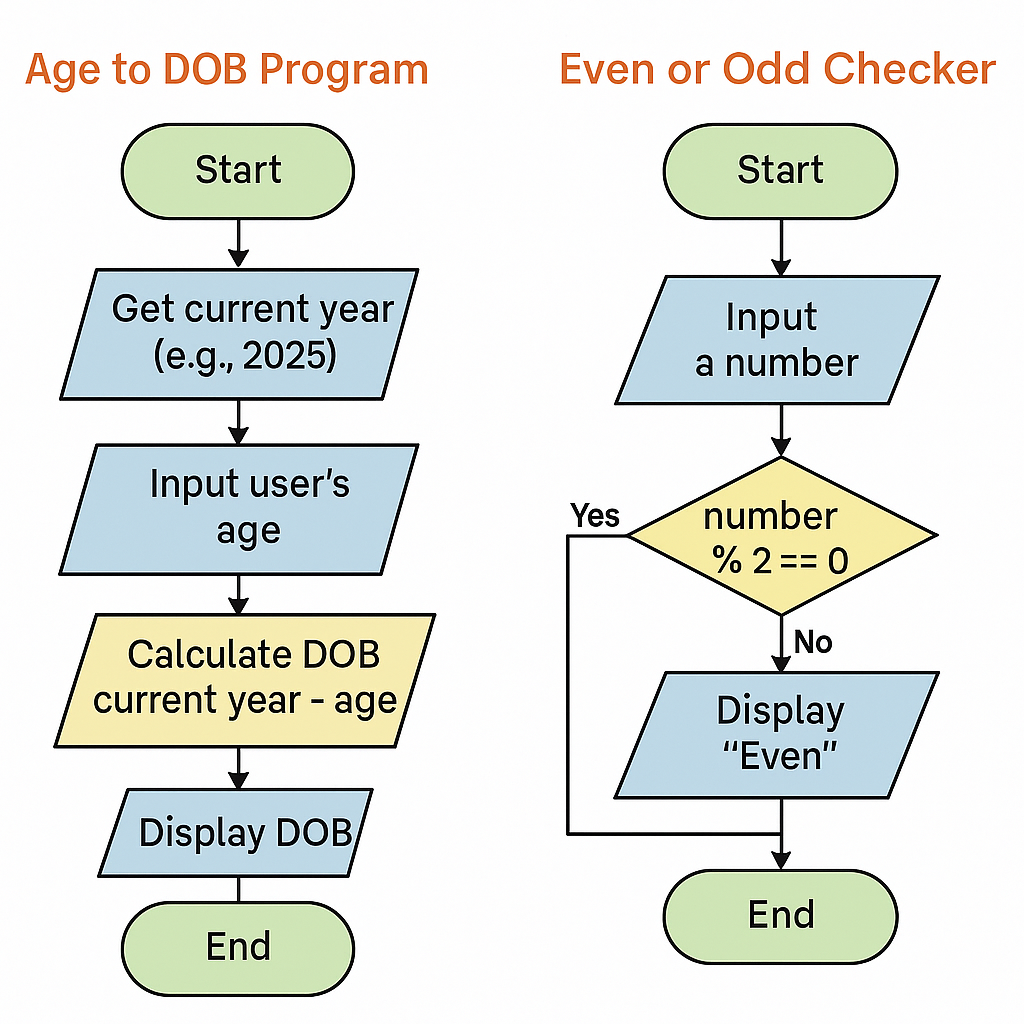 Age to DOB Program
Start
Get current year
(e.g., 2025)
Input user’s
age
Calculate DOB
current year - age
Display DOB
End
Even or Odd Checker
Start
Input
a number
number
% 2 == 0
Yes
No
Display
“Even”
End